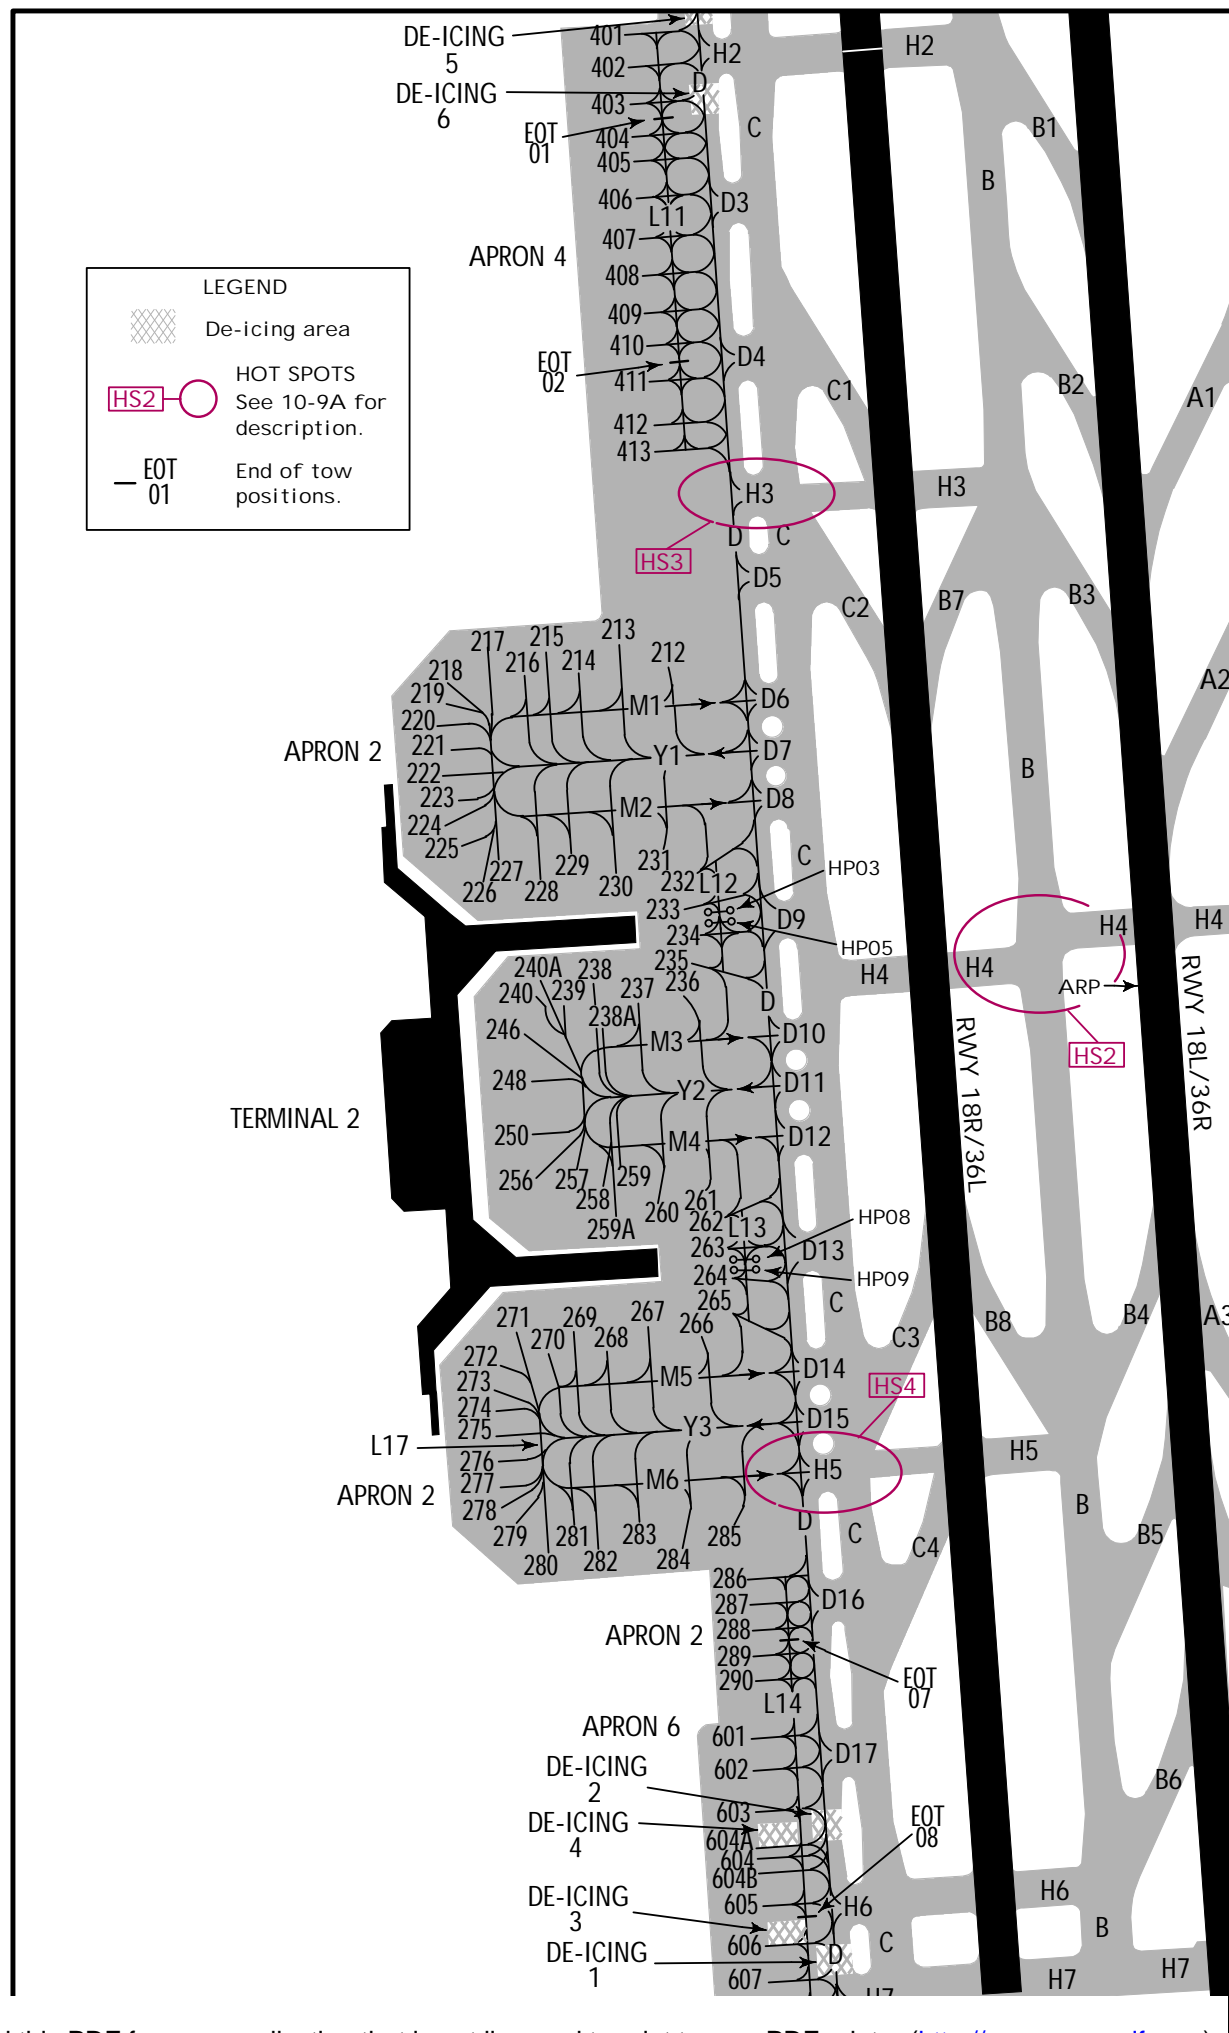 DE-ICING
5
401
H2
H2
402
D
DE-ICING
6
403
C
B1
EOT
01
404
405
B
406
D3
L11
407
APRON 4
408
LEGEND
De-icing area
HOT SPOTS
HS2
See 10-9A for
description.
EOT
01
End of tow
positions.
409
410
D4
EOT
02
411
C1
B2
A1
412
413
H3
H3
D
C
HS3
D5
C2
B7
B3
217
215
213
216
214
212
218
219
220
221
222
223
224
225
226
227
228
229
230
231
232
M1
D6
A2
APRON 2
Y1
D7
B
M2
D8
C
L12
HP03
233
D9
H4
H4
234
HP05
235
236
H4
H4
240A
238
240
239
237
238A
D
ARP
246
M3
D10
HS2
RWY 18R/36L
RWY 18L/36R
248
Y2
D11
TERMINAL 2
250
M4
D12
256
257
259
258
259A
260
261
262
L13
HP08
263
D13
264
HP09
265
C
271
269
267
270
268
266
B8
B4
A3
C3
272
273
274
275
M5
D14
HS4
Y3
D15
L17
276
277
278
279
280
281
282
283
284
285
M6
H5
H5
APRON 2
D
C
B
C4
B5
286
287
D16
288
APRON 2
289
290
EOT
07
L14
APRON 6
601
D17
602
DE-ICING
2
B6
603
DE-ICING
4
604A
604
604B
EOT
08
DE-ICING
3
605
H6
H6
B
C
606
D
DE-ICING
1
607
H7
H7
H7